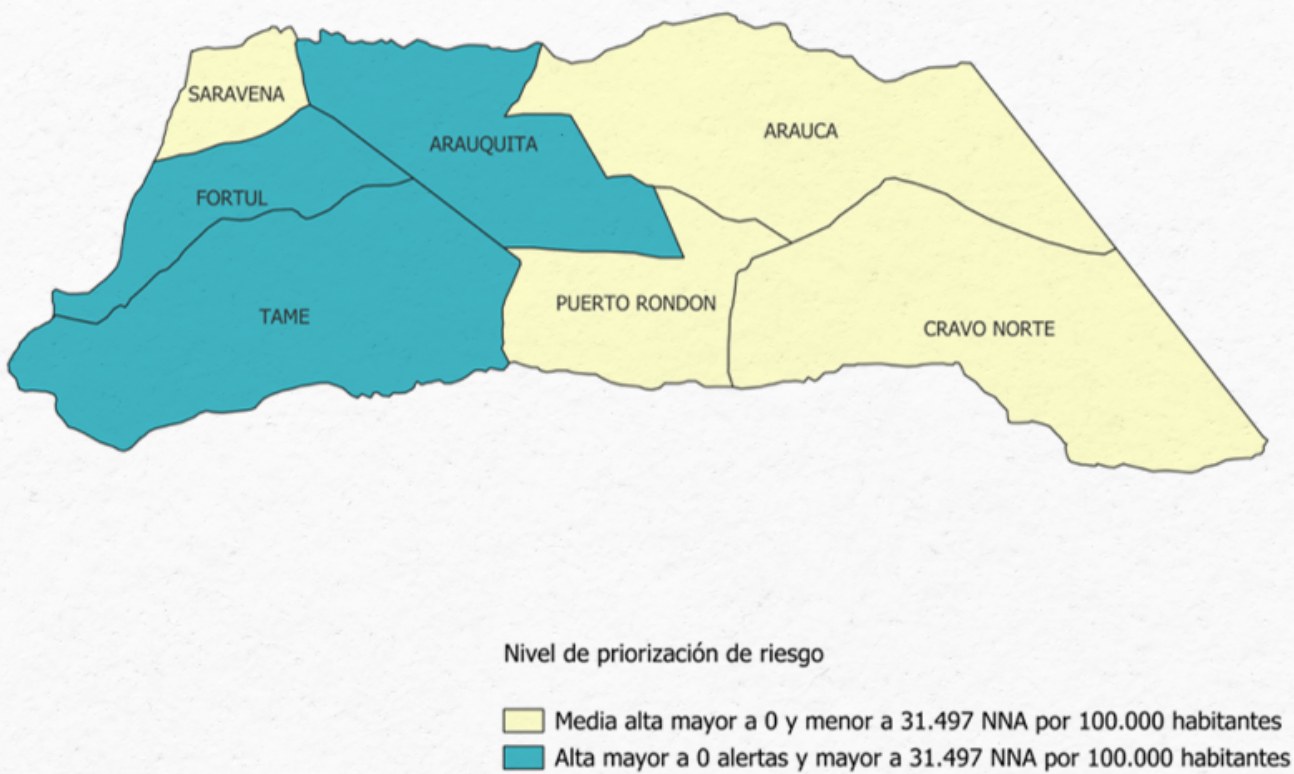 SARAVENA
ARAUCA
ARAUQUITA
FORTUL
PUERTO RONDON
TAME
CRAVO NORTE
Nivel de priorización de riesgo
Media alta mayor a 0 y menor a 31.497 NNA por 100.000 habitantes
Alta mayor a 0 alertas y mayor a 31.497 NNA por 100.000 habitantes